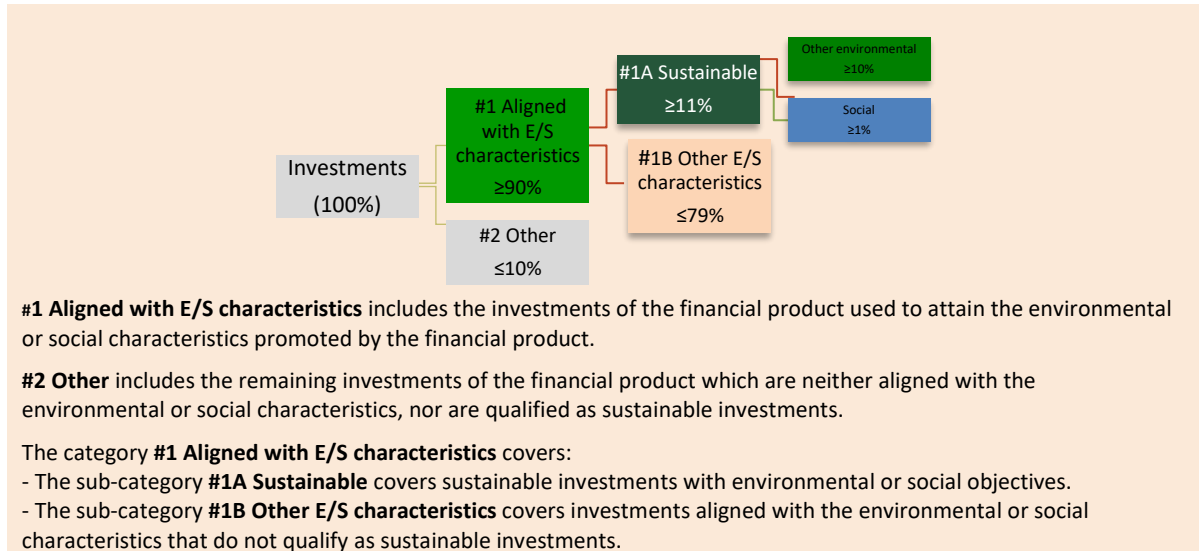 Investments
(100%)
#1 Aligned
with E/S
characteristics
≥90%
#2 Other
≤10%
#1A Sustainable
≥11%
#1B Other E/S
characteristics
≤79%
Other environmental
≥10%
Social
≥1%
#1 Aligned with E/S characteristics includes the investments of the financial product used to attain the environmental
or social characteristics promoted by the financial product.
#2 Other includes the remaining investments of the financial product which are neither aligned with the
environmental or social characteristics, nor are qualified as sustainable investments.
The category #1 Aligned with E/S characteristics covers:
- The sub-category #1A Sustainable covers sustainable investments with environmental or social objectives.
- The sub-category #1B Other E/S characteristics covers investments aligned with the environmental or social
characteristics that do not qualify as sustainable investments.